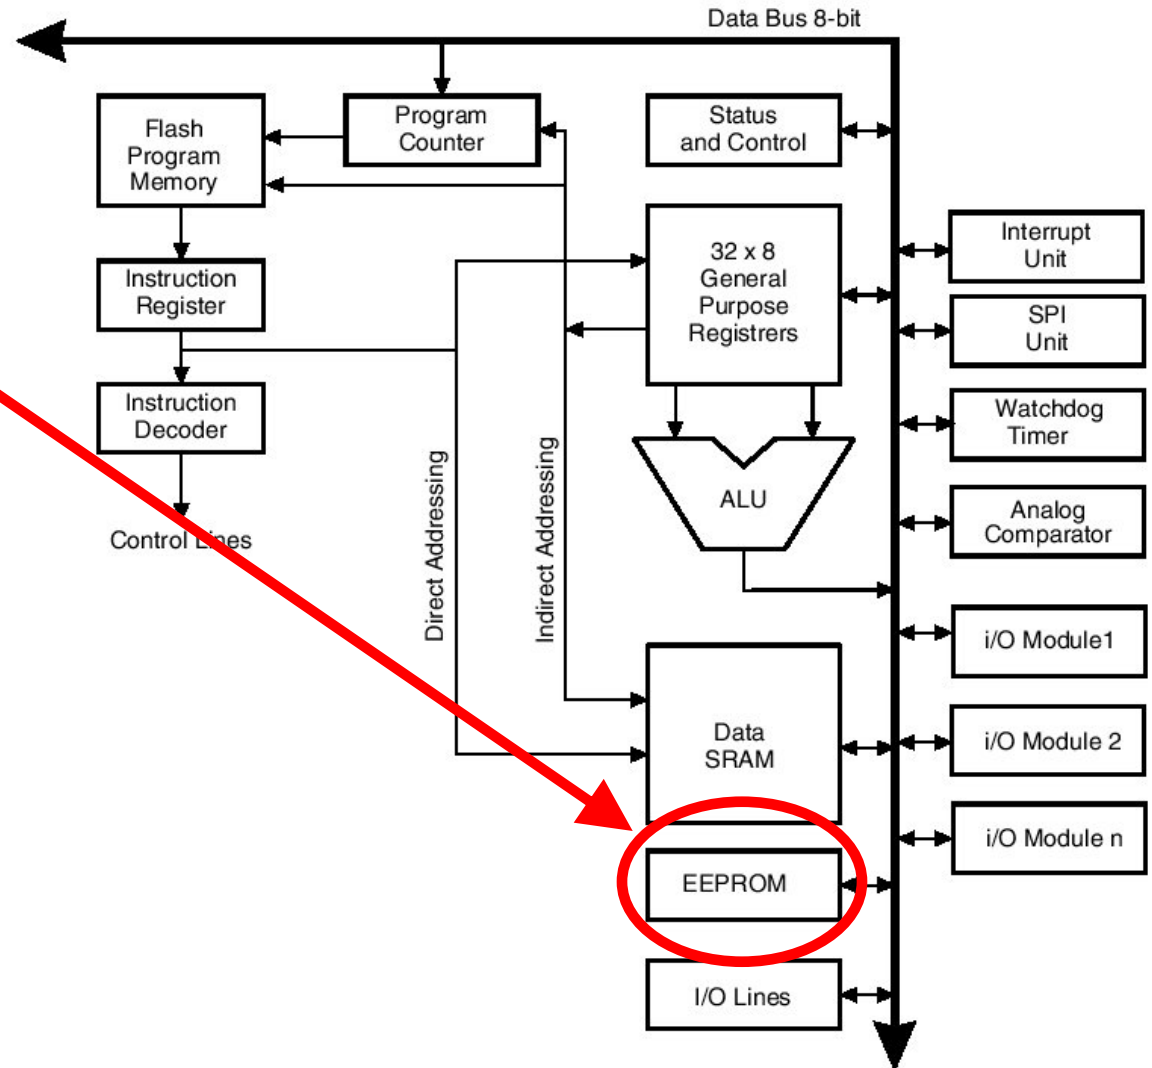 Data Bus 8-bit
Flash
Program
Memory
Program
Counter
Status
and Control
Instruction
Register
32 x 8
General
Purpose
Registrers
Interrupt
Unit
SPI
Unit
Instruction
Decoder
Watchdog
Timer
Control Lines
Direct Addressing
Indirect Addressing
ALU
Analog
Comparator
i/O Module1
Data
SRAM
i/O Module 2
i/O Module n
EEPROM
I/O Lines